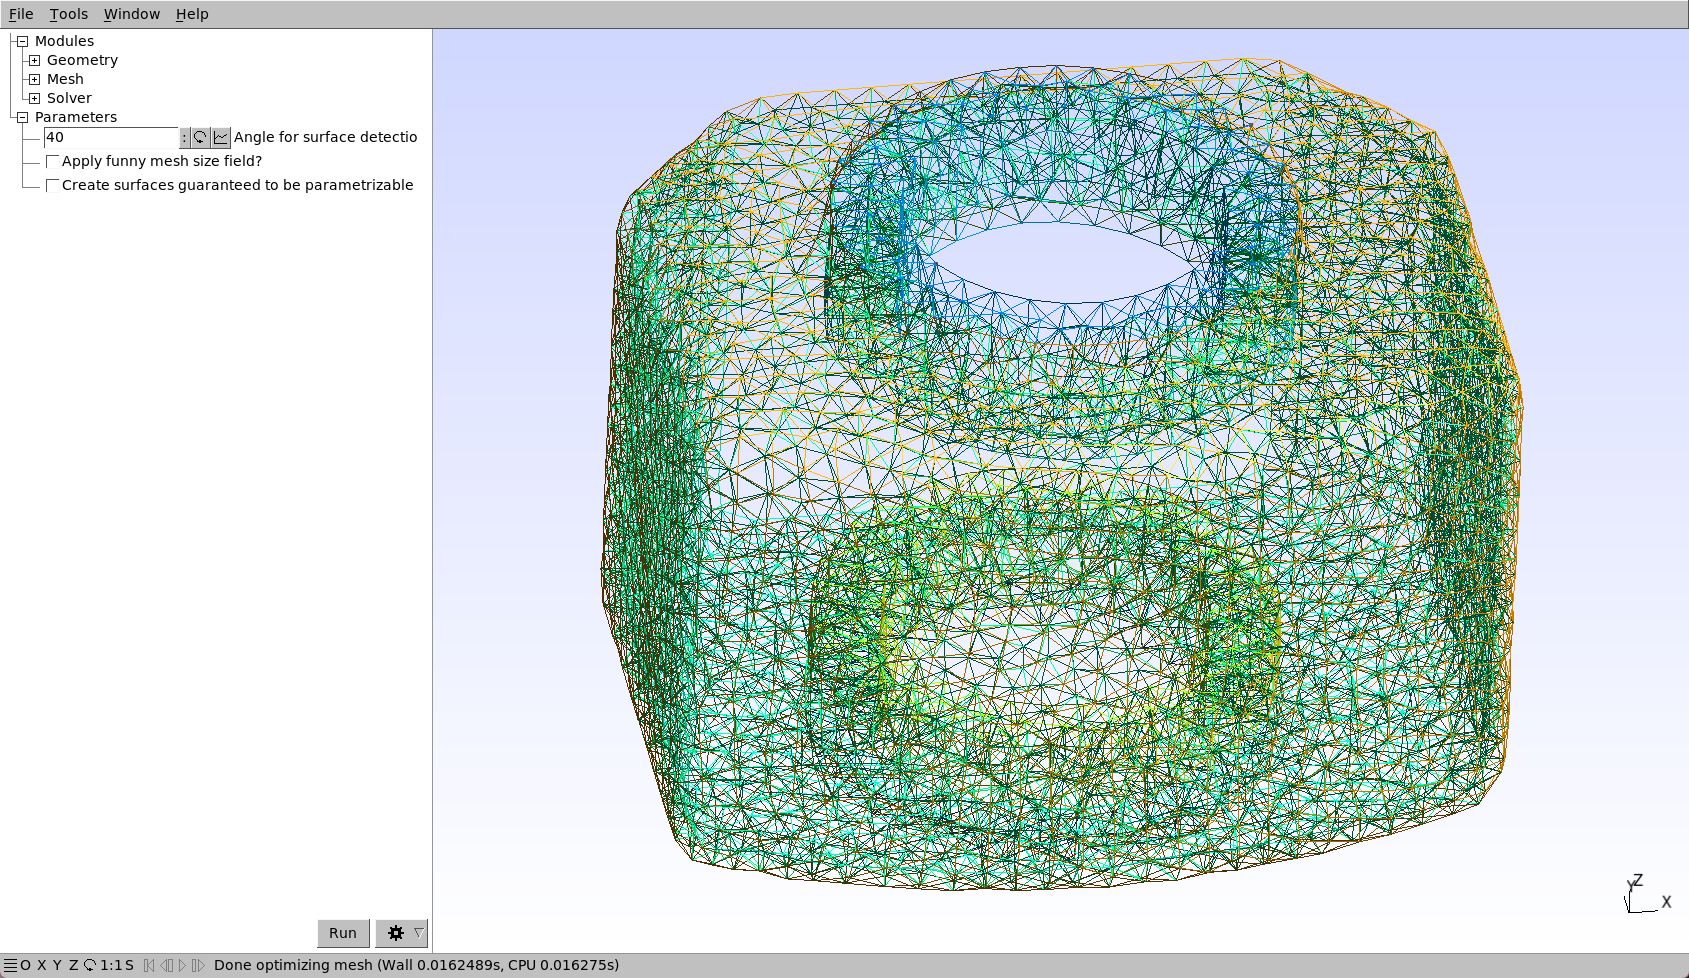 File Tools Window Help
Modules
Geometry
Mesh
Solver
Parameters
40 : Angle for surface detectio
Apply funny mesh size field?
Create surfaces guaranteed to be parametrizable
Z
Y
X
Run
O X Y Z 1:1 S Done optimizing mesh (Wall 0.0162489s, CPU 0.016275s)